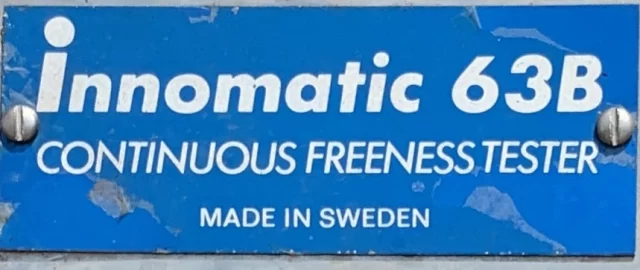 innomatic 63B
CONTINUOUS FREENESS TESTER
MADE IN SWEDEN